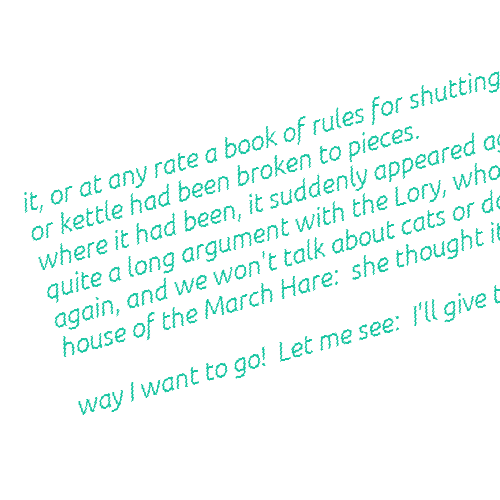 it, or at any rate a book of rules for shutting
or kettle had been broken to pieces.
where it had been, it suddenly appeared
quite a long argument with the Lory, who
again, and we won't talk about cats or
house of the March Hare:  she thought it
way I want to go!  Let me see:  I'll give